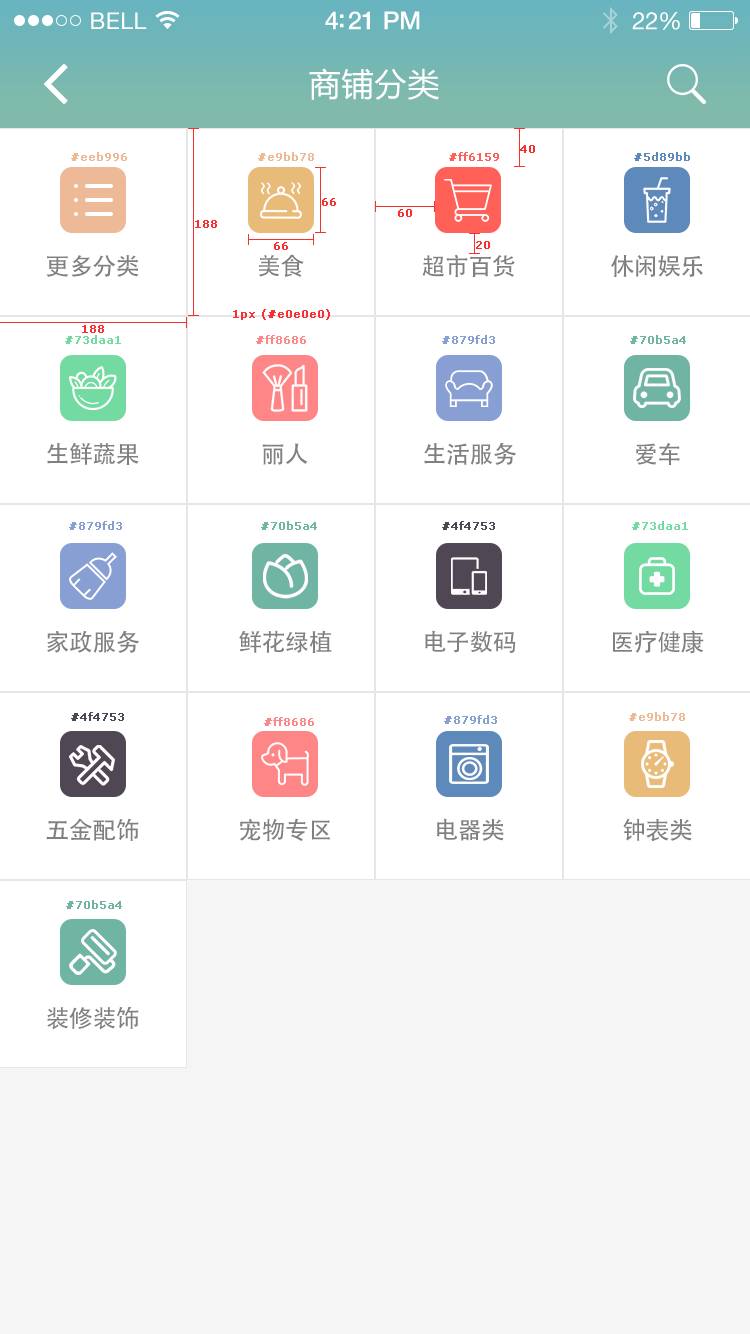 BELL 4:21 PM 22%
商铺分类
#eeb996 #e9bb78 #ff6159 #5d89bb
40
66
188
60
66
20
更多分类 美食 超市百货 休闲娱乐
1px (#e0e0e0)
188
#73daa1 #ff8686 #879fd3 #70b5a4
生鲜蔬果 丽人 生活服务 爱车
#879fd3 #70b5a4 #4f4753 #73daa1
家政服务 鲜花绿植 电子数码 医疗健康
#4f4753 #ff8686 #879fd3 #e9bb78
五金配饰 宠物专区 电器类 钟表类
#70b5a4
装修装饰